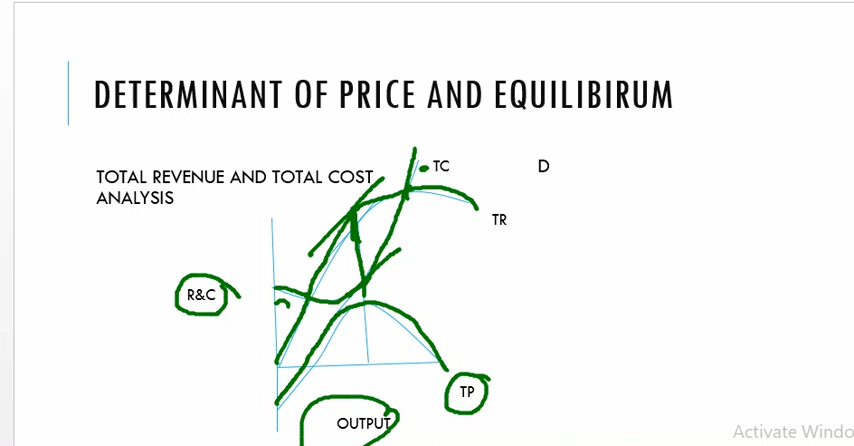 DETERMINANT OF PRICE AND EQUILIBIRUM
TOTAL REVENUE AND TOTAL COST
ANALYSIS
TC
D
TR
R&C
TP
OUTPUT
Activate Windo